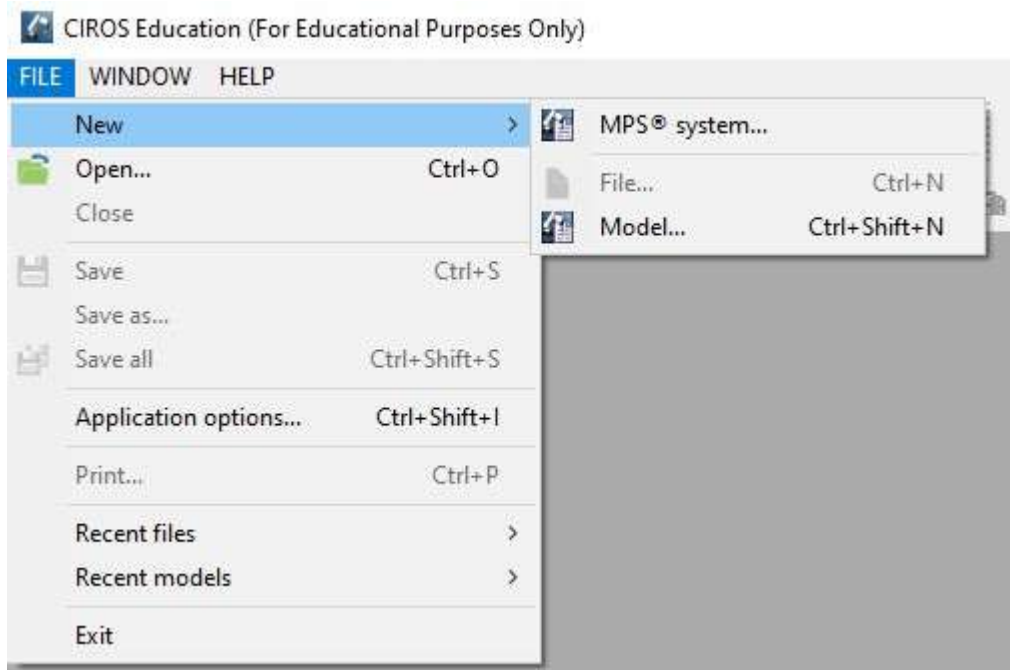 CIROS Education (For Educational Purposes Only)
FILE WINDOW HELP
New >
MPS® system...
Open... Ctrl+O
File... Ctrl+N
Close
Model... Ctrl+Shift+N
Save Ctrl+S
Save as...
Save all Ctrl+Shift+S
Application options... Ctrl+Shift+I
Print... Ctrl+P
Recent files >
Recent models >
Exit